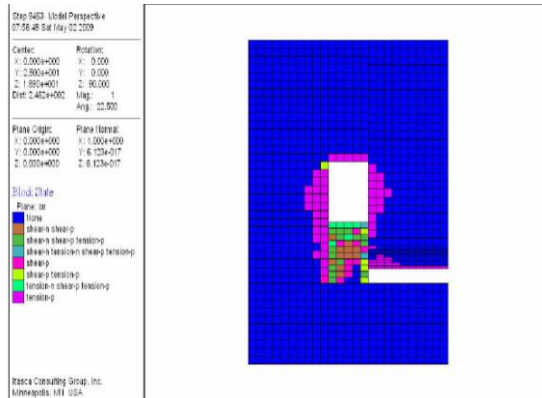 Step 9453 Model Perspective
07:56:48 Sat May 02 2009
Center:
X: 0.000e+000
Y: 2.500e+001
Z: 1.890e+001
Dist: 2.462e+002
Rotation:
X: 0.000
Y: 0.000
Z: 90.000
Mag.: 1
Ang.: 22.500
Plane Origin:
X: 0.000e+000
Y: 0.000e+000
Z: 0.000e+000
Plane Normal:
X: 1.000e+000
Y: 6.123e-017
Z: 6.123e-017
Block State
Plane: on
None
shear-n shear-p
shear-n shear-p tension-p
shear-n tension-n shear-p tension-p
shear-p
shear-p tension-p
tension-n shear-p tension-p
tension-p
Itasca Consulting Group, Inc.
Minneapolis, MN USA